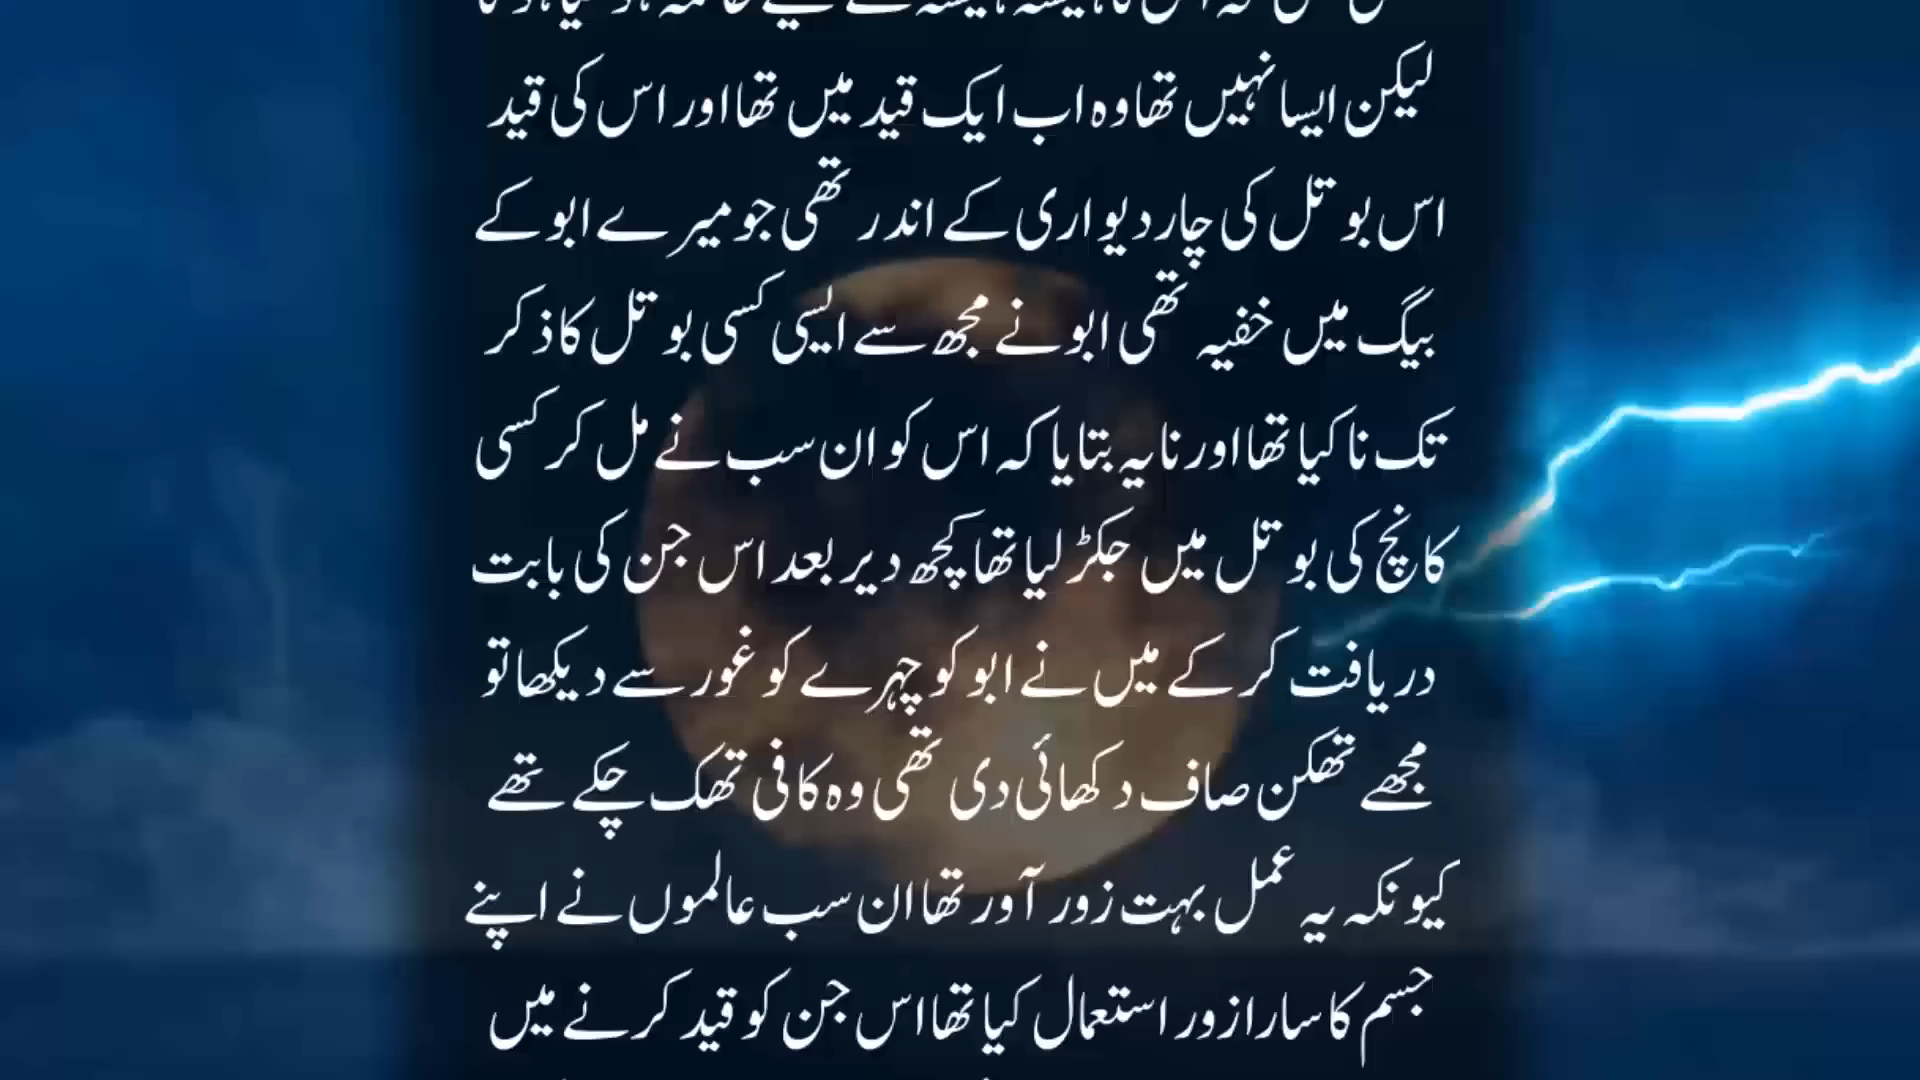 لیکن ایسا نہیں تھا وہ اب ایک قید میں تھا اور اس کی قید
اس بوتل کی چار دیواری کے اندر تھی جو میرے ابو کے
بیگ میں خفیہ تھی ابو نے مجھ سے ایسی کسی بوتل کا ذکر
تک نا کیا تھا اور نا یہ بتایا کہ اس کو ان سب نے مل کر کسی
کانچ کی بوتل میں جکڑ لیا تھا کچھ دیر بعد اس جن کی بابت
دریافت کر کے میں نے ابو کو چہرے کو غور سے دیکھا تو
مجھے تھکن صاف دکھائی دی تھی وہ کافی تھک چکے تھے
کیونکہ یہ عمل بہت زور آور تھا ان سب عالموں نے اپنے
جسم کا سارا زور استعمال کیا تھا اس جن کو قید کرنے میں